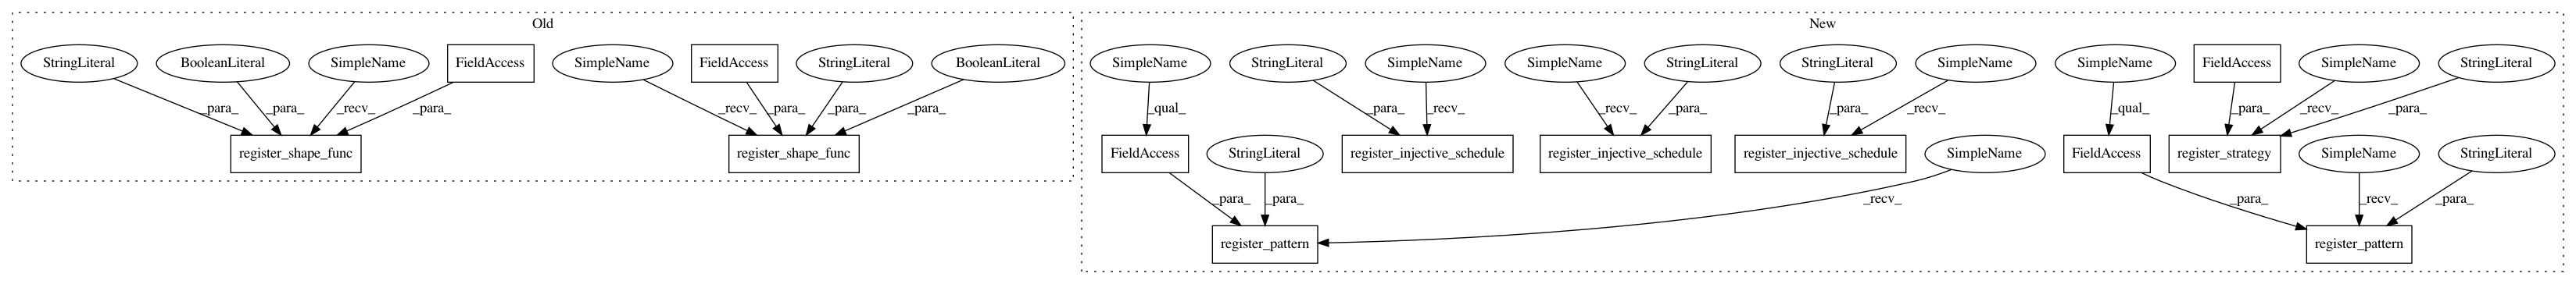 Old
New
StringLiteral
BooleanLiteral
SimpleName
FieldAccess
SimpleName
FieldAccess
StringLiteral
BooleanLiteral
SimpleName
StringLiteral
SimpleName
SimpleName
StringLiteral
StringLiteral
SimpleName
SimpleName
FieldAccess
SimpleName
StringLiteral
_para_
_para_
_recv_
_para_
_recv_
_para_
_para_
_para_
_qual_
_para_
_recv_
_recv_
_para_
_para_
_recv_
_qual_
_para_
_recv_
_para_
register_shape_func
register_shape_func
FieldAccess
StringLiteral
register_injective_schedule
register_injective_schedule
register_injective_schedule
SimpleName
FieldAccess
register_strategy
SimpleName
StringLiteral
_para_
_para_
_recv_
_para_
_recv_
_para_
register_pattern
register_pattern